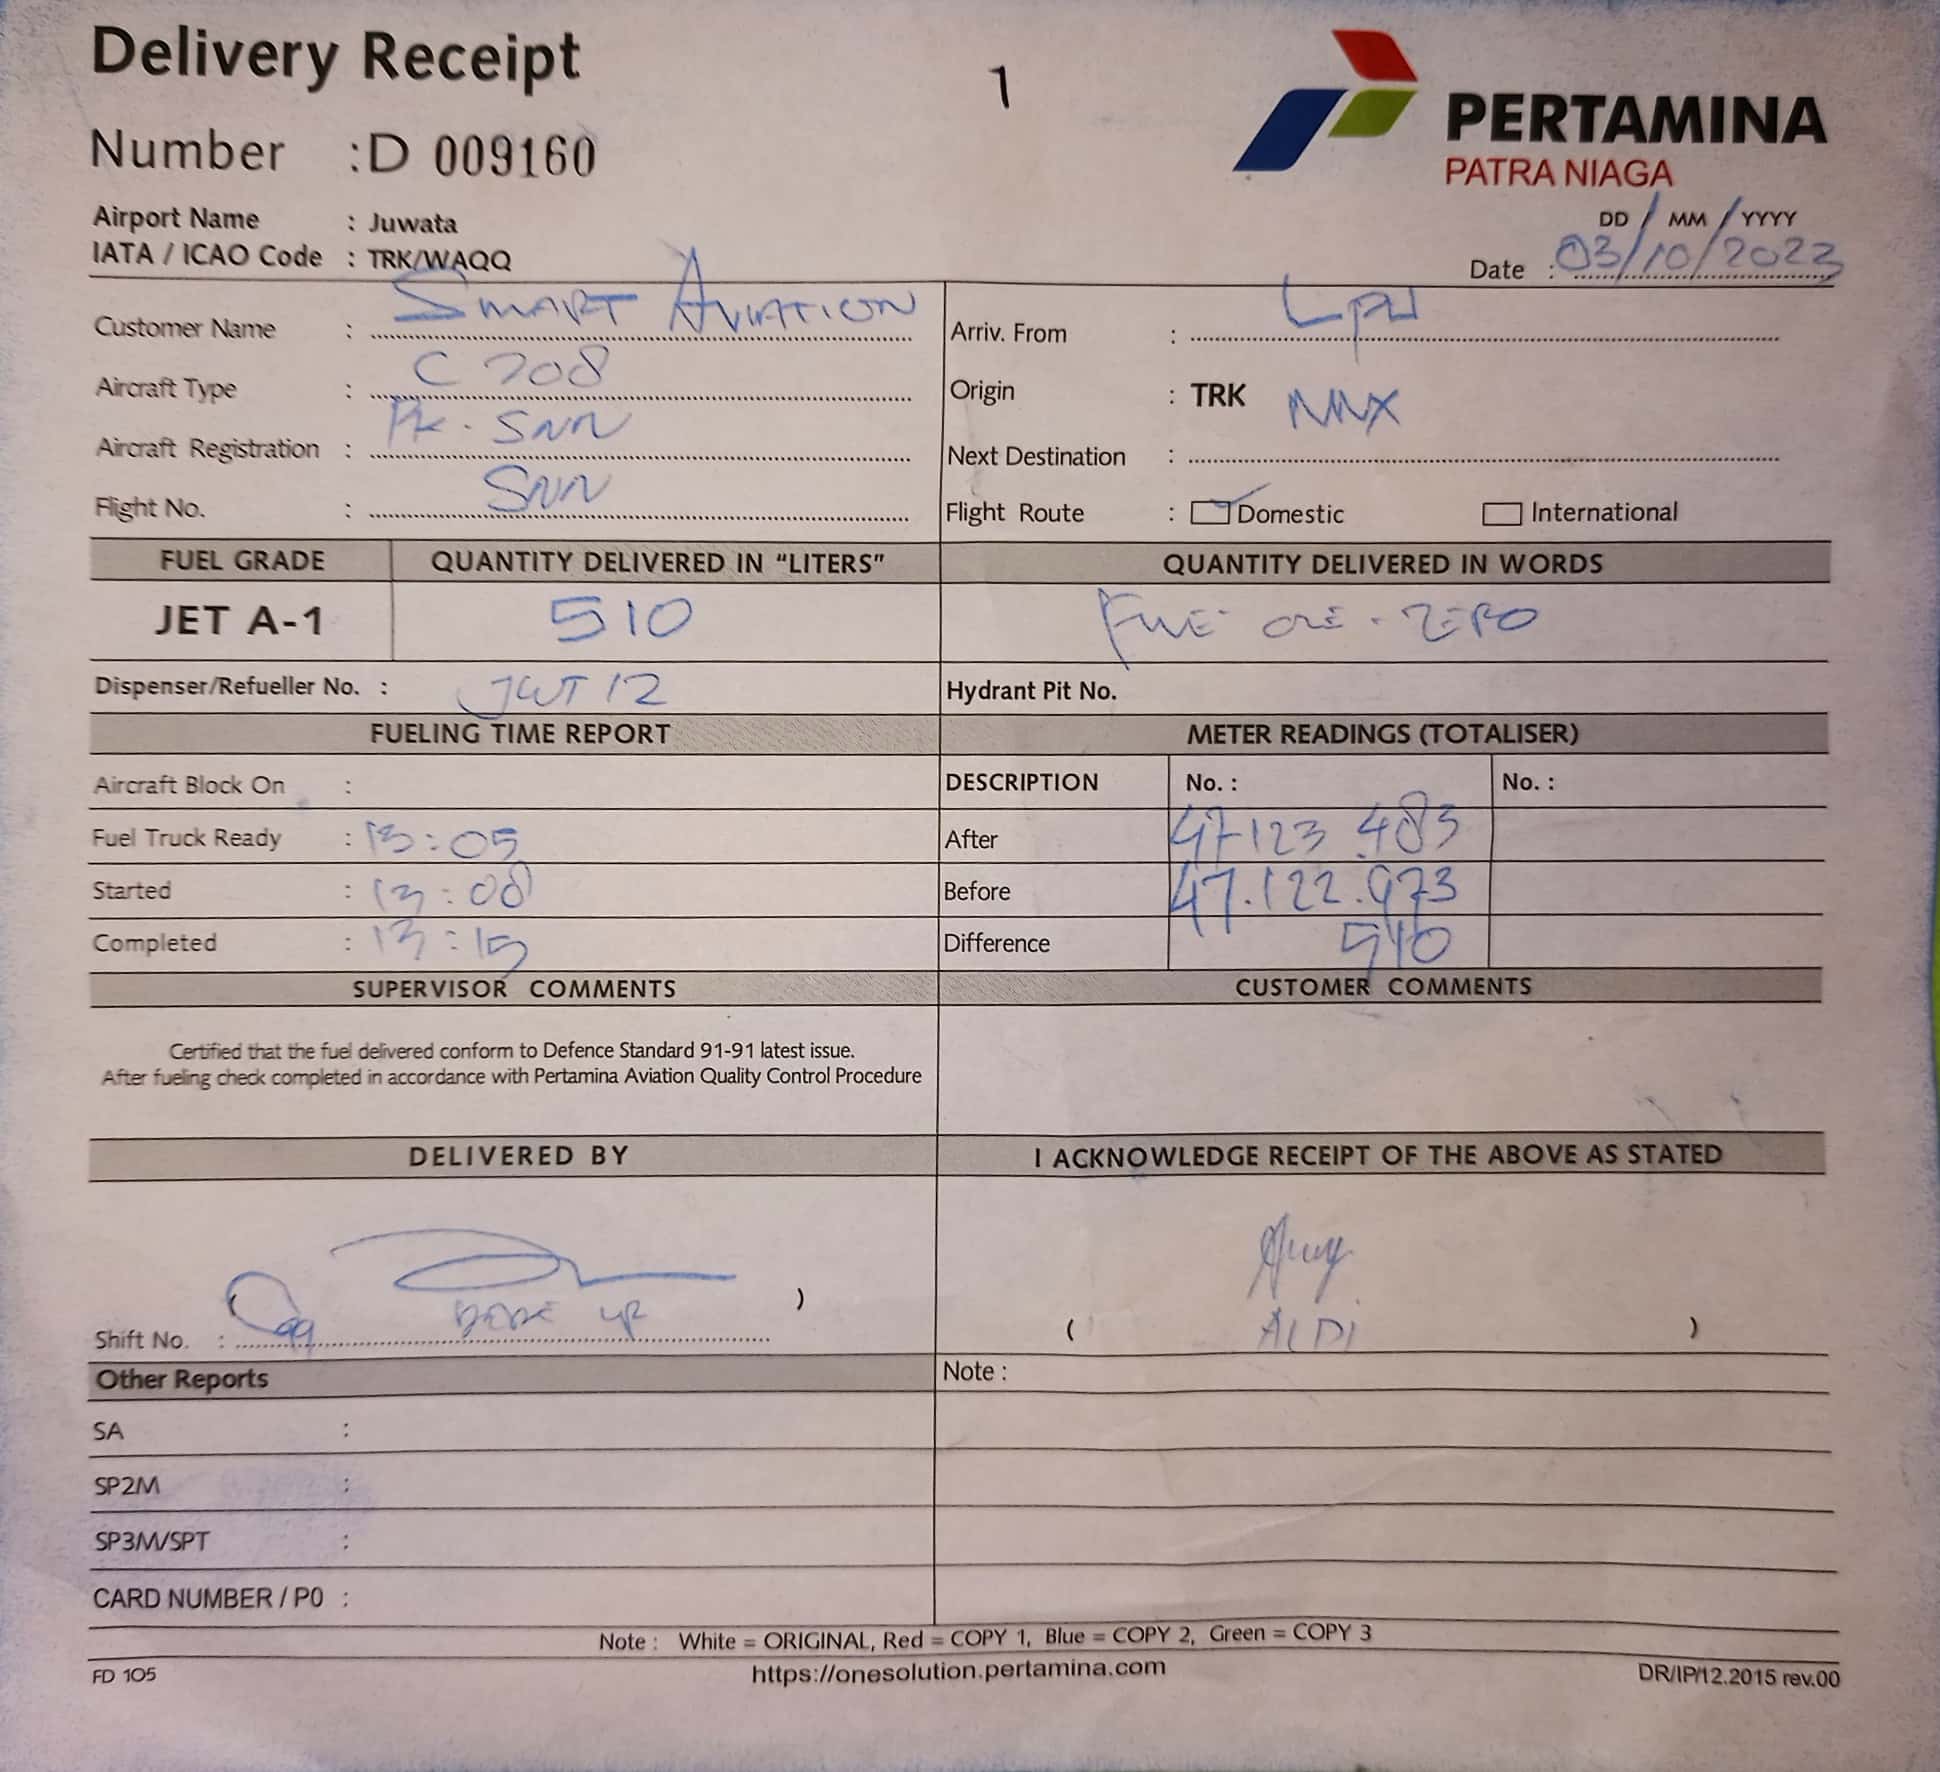 Delivery Receipt
1
PERTAMINA
PATRA NIAGA
Number : D 009160
Airport Name : Juwata
IATA / ICAO Code : TRK/WAQQ
DD / MM / YYYY
Date : 03/10/2023
Customer Name : SMART AVIATION
Aircraft Type : C 208
Aircraft Registration : PK-SNN
Flight No. : SNN
Arriv. From : LPU
Origin : TRK
NNX
Next Destination :
Flight Route : Domestic International
FUEL GRADE QUANTITY DELIVERED IN "LITERS" QUANTITY DELIVERED IN WORDS
JET A-1 510 FIVE - ONE - ZERO
Dispenser/Refueller No. : JWT 12 Hydrant Pit No.
FUELING TIME REPORT METER READINGS (TOTALISER)
Aircraft Block On : DESCRIPTION No. : No. :
Fuel Truck Ready : 13:05 After 47123.483
Started : 13:08 Before 47.122.973
Completed : 13:15 Difference 510
SUPERVISOR COMMENTS CUSTOMER COMMENTS
Certified that the fuel delivered conform to Defence Standard 91-91 latest issue.
After fueling check completed in accordance with Pertamina Aviation Quality Control Procedure
DELIVERED BY I ACKNOWLEDGE RECEIPT OF THE ABOVE AS STATED
)
Shift No. :
( ALDI )
Other Reports Note :
SA :
SP2M :
SP3M/SPT :
CARD NUMBER / P0 :
Note : White = ORIGINAL, Red = COPY 1, Blue = COPY 2, Green = COPY 3
FD 105 https://onesolution.pertamina.com DR/IP/12.2015 rev.00